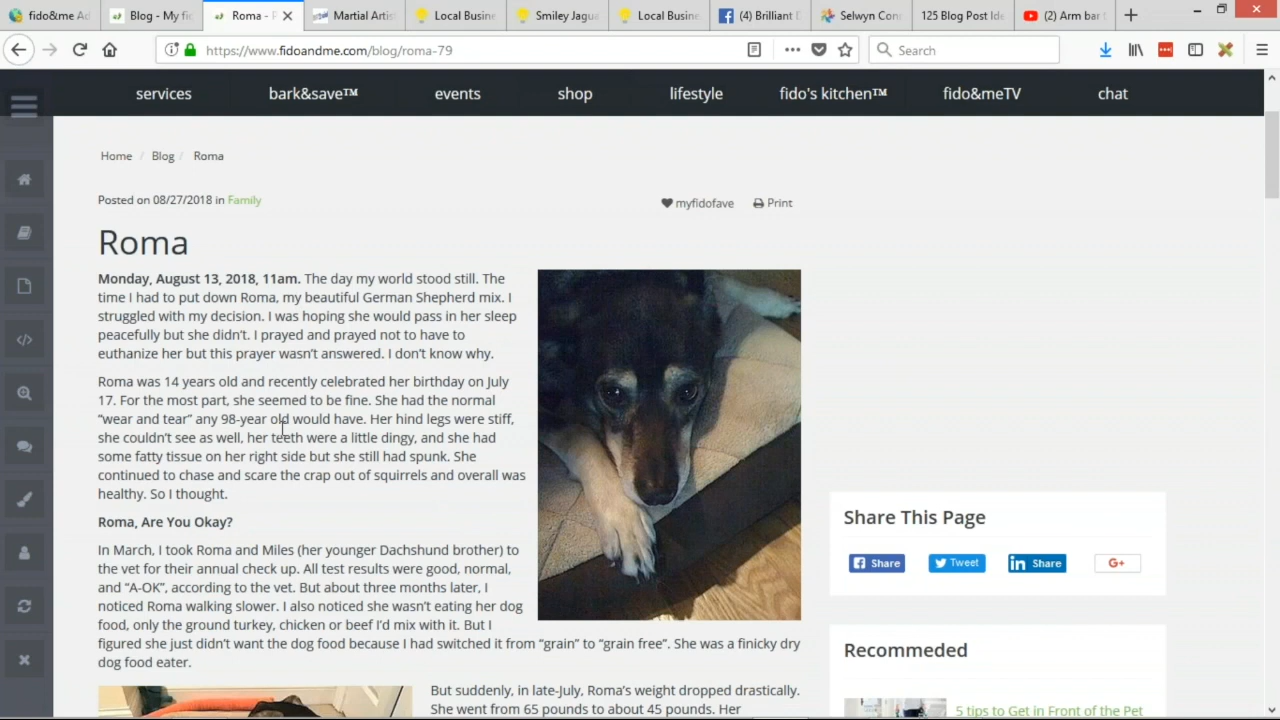 fido&me Ad
Blog - My fi
Roma - P
Martial Artis
Local Busine
Smiley Jagua
Local Busine
(4) Brilliant D
Selwyn Con
125 Blog Post Ide
(2) Arm bar t
https://www.fidoandme.com/blog/roma-79
Search
services
bark&save™
events
shop
lifestyle
fido's kitchen™
fido&meTV
chat
Home / Blog / Roma
Posted on 08/27/2018 in Family
myfidofave
Print
Roma
Monday, August 13, 2018, 11am. The day my world stood still. The
time I had to put down Roma, my beautiful German Shepherd mix. I
struggled with my decision. I was hoping she would pass in her sleep
peacefully but she didn't. I prayed and prayed not to have to
euthanize her but this prayer wasn't answered. I don't know why.
Roma was 14 years old and recently celebrated her birthday on July
17. For the most part, she seemed to be fine. She had the normal
“wear and tear” any 98-year old would have. Her hind legs were stiff,
she couldn't see as well, her teeth were a little dingy, and she had
some fatty tissue on her right side but she still had spunk. She
continued to chase and scare the crap out of squirrels and overall was
healthy. So I thought.
Roma, Are You Okay?
In March, I took Roma and Miles (her younger Dachshund brother) to
the vet for their annual check up. All test results were good, normal,
and “A-OK”, according to the vet. But about three months later, I
noticed Roma walking slower. I also noticed she wasn't eating her dog
food, only the ground turkey, chicken or beef I'd mix with it. But I
figured she just didn't want the dog food because I had switched it from “grain” to “grain free”. She was a finicky dry
dog food eater.
But suddenly, in late-July, Roma's weight dropped drastically.
She went from 65 pounds to about 45 pounds. Her
Share This Page
Share
Tweet
in Share
G+
Recommeded
5 tips to Get in Front of the Pet